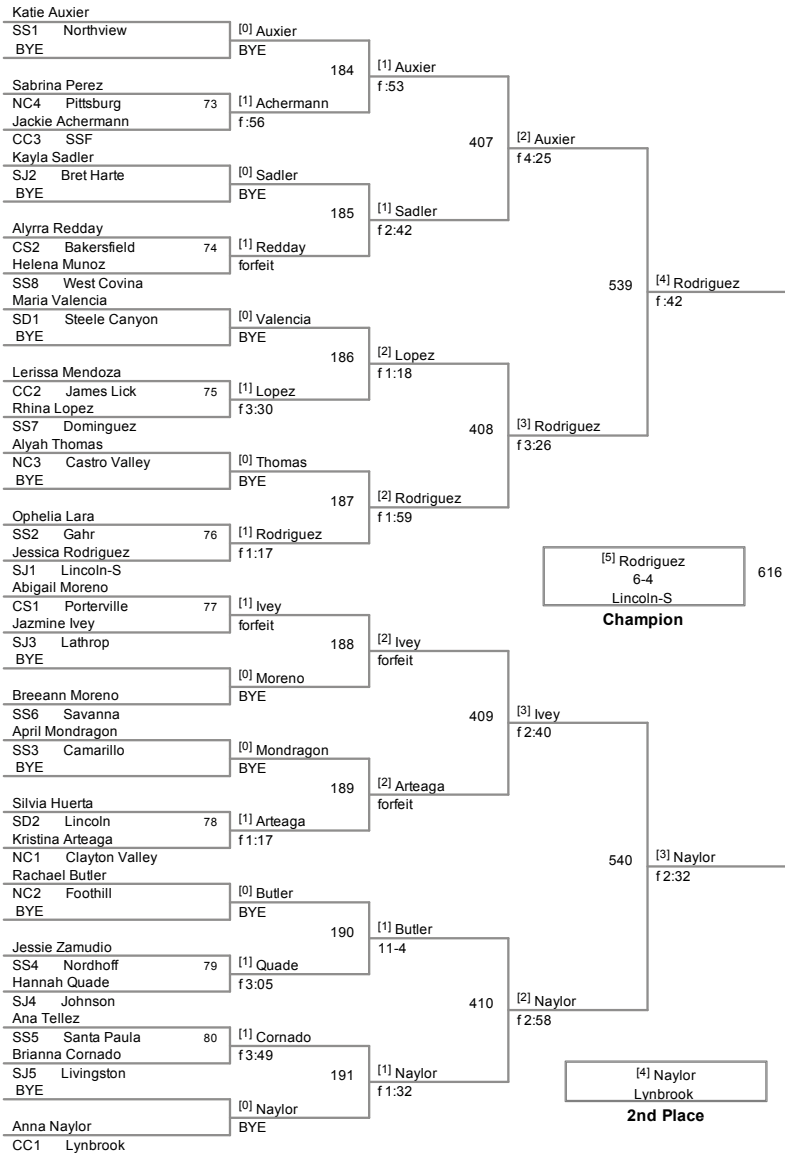 Katie Auxier
SS1 Northview
BYE
Sabrina Perez
NC4 Pittsburg 73
Jackie Achermann
CC3 SSF
Kayla Sadler
SJ2 Bret Harte
BYE
Alyrra Redday
CS2 Bakersfield 74
Helena Munoz
SS8 West Covina
Maria Valencia
SD1 Steele Canyon
BYE
Lerissa Mendoza
CC2 James Lick 75
Rhina Lopez
SS7 Dominguez
Alyah Thomas
NC3 Castro Valley
BYE
Ophelia Lara
SS2 Gahr 76
Jessica Rodriguez
SJ1 Lincoln-S
Abigail Moreno
CS1 Porterville 77
Jazmine Ivey
SJ3 Lathrop
BYE
Breeann Moreno
SS6 Savanna
April Mondragon
SS3 Camarillo
BYE
Silvia Huerta
SD2 Lincoln 78
Kristina Arteaga
NC1 Clayton Valley
Rachael Butler
NC2 Foothill
BYE
Jessie Zamudio
SS4 Nordhoff 79
Hannah Quade
SJ4 Johnson
Ana Tellez
SS5 Santa Paula 80
Brianna Cornado
SJ5 Livingston
BYE
Anna Naylor
CC1 Lynbrook
[0] Auxier
BYE
184
[1] Achermann
f :56
[0] Sadler
BYE
185
[1] Redday
forfeit
[0] Valencia
BYE
186
[1] Lopez
f 3:30
[0] Thomas
BYE
187
[1] Rodriguez
f 1:17
[1] Ivey
forfeit
188
[0] Moreno
BYE
[0] Mondragon
BYE
189
[1] Arteaga
f 1:17
[0] Butler
BYE
190
[1] Quade
f 3:05
[1] Cornado
f 3:49
191
[0] Naylor
BYE
[1] Auxier
f :53
407
[1] Sadler
f 2:42
[2] Lopez
f 1:18
408
[2] Rodriguez
f 1:59
[2] Ivey
forfeit
409
[2] Arteaga
forfeit
[1] Butler
11-4
410
[1] Naylor
f 1:32
[2] Auxier
f 4:25
539
[3] Rodriguez
f 3:26
[3] Ivey
f 2:40
540
[2] Naylor
f 2:58
[4] Rodriguez
f :42
[3] Naylor
f 2:32
[5] Rodriguez
6-4
Lincoln-S
616
Champion
[4] Naylor
Lynbrook
2nd Place